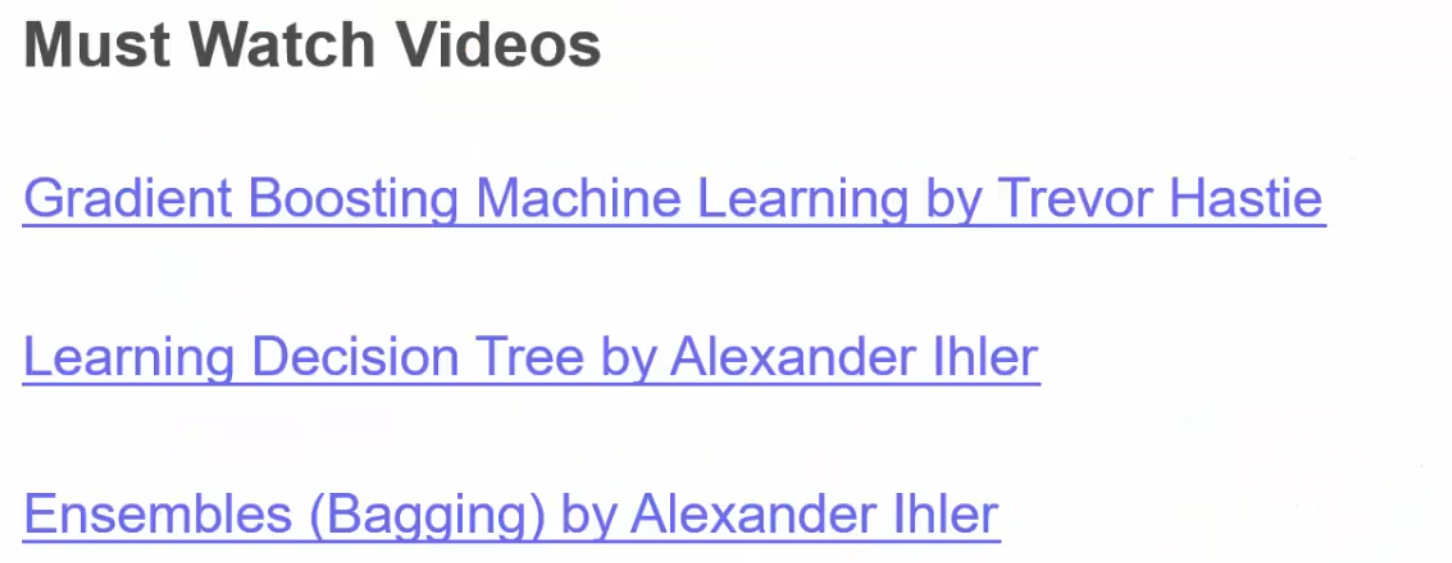 Must Watch Videos
Gradient Boosting Machine Learning by Trevor Hastie
Learning Decision Tree by Alexander Ihler
Ensembles (Bagging) by Alexander Ihler